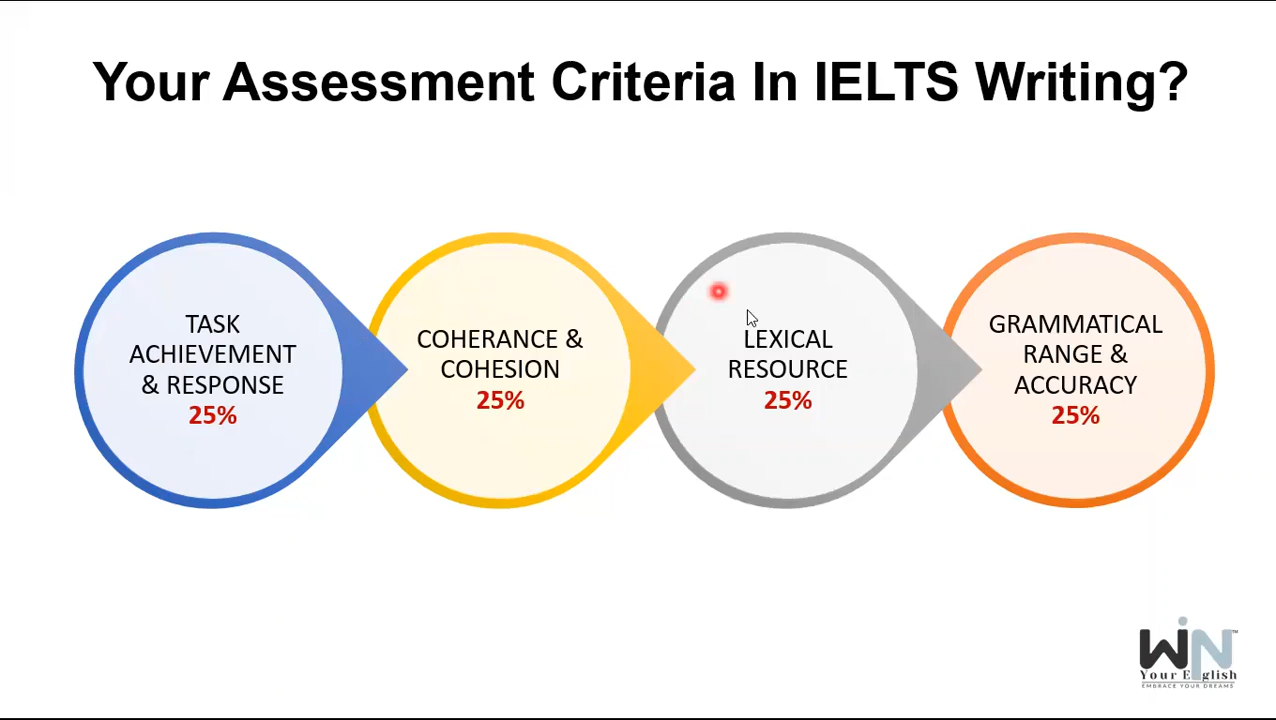 Your Assessment Criteria In IELTS Writing?
TASK
ACHIEVEMENT
& RESPONSE
25%
COHERANCE &
COHESION
25%
LEXICAL
RESOURCE
25%
GRAMMATICAL
RANGE &
ACCURACY
25%
WiN™
Your English
EMBRACE YOUR DREAMS